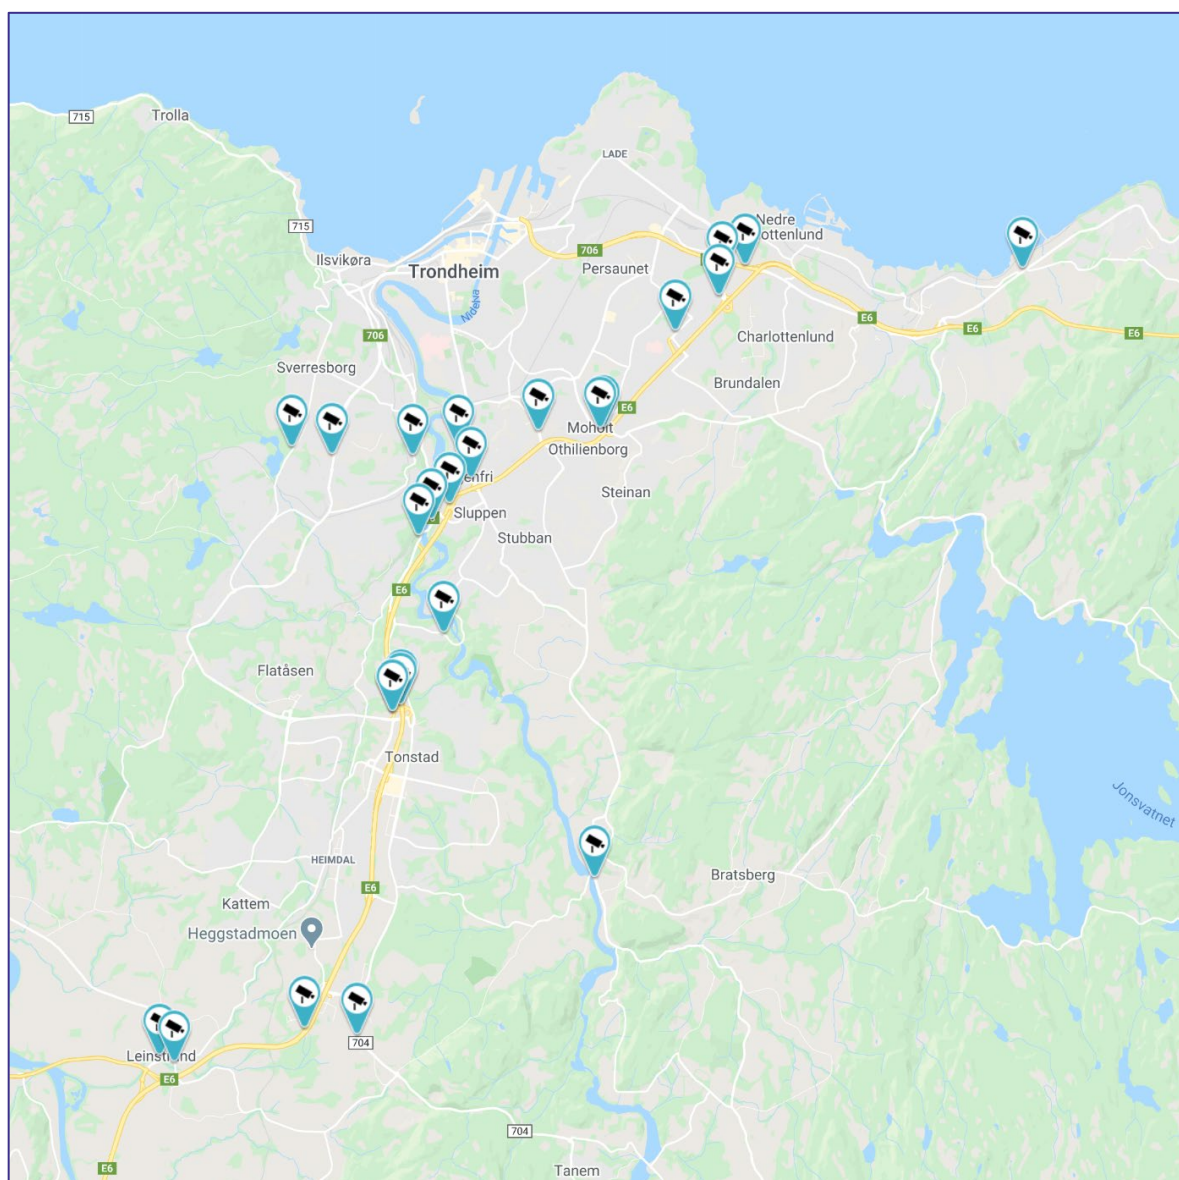 715
Trolla
LADE
715
Nedre
ottenlund
706
Ilsvikøra
Trondheim
Persaunet
Nidelva
E6
E6
E6
706
Charlottenlund
Sverresborg
Brundalen
E6
Moholt
Othilienborg
enfri
Steinan
Sluppen
Stubban
E6
Flatåsen
Tonstad
Jonsvatnet
HEIMDAL
Bratsberg
E6
Kattem
Heggstadmoen
704
Leinstrand
E6
704
E6
Tanem